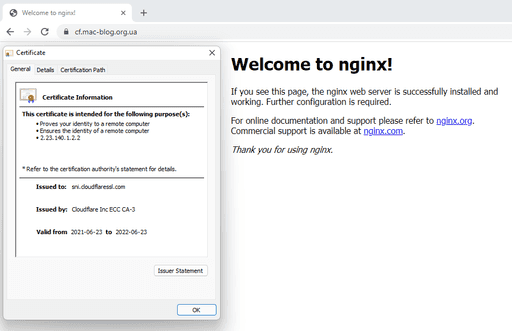 Welcome to nginx!
cf.mac-blog.org.ua
Certificate
General Details Certification Path
Certificate Information
This certificate is intended for the following purpose(s):
• Proves your identity to a remote computer
• Ensures the identity of a remote computer
• 2.23.140.1.2.2
* Refer to the certification authority's statement for details.
Issued to: sni.cloudflaressl.com
Issued by: Cloudflare Inc ECC CA-3
Valid from 2021-06-23 to 2022-06-23
Issuer Statement
OK
Welcome to nginx!
If you see this page, the nginx web server is successfully installed and
working. Further configuration is required.
For online documentation and support please refer to nginx.org.
Commercial support is available at nginx.com.
Thank you for using nginx.